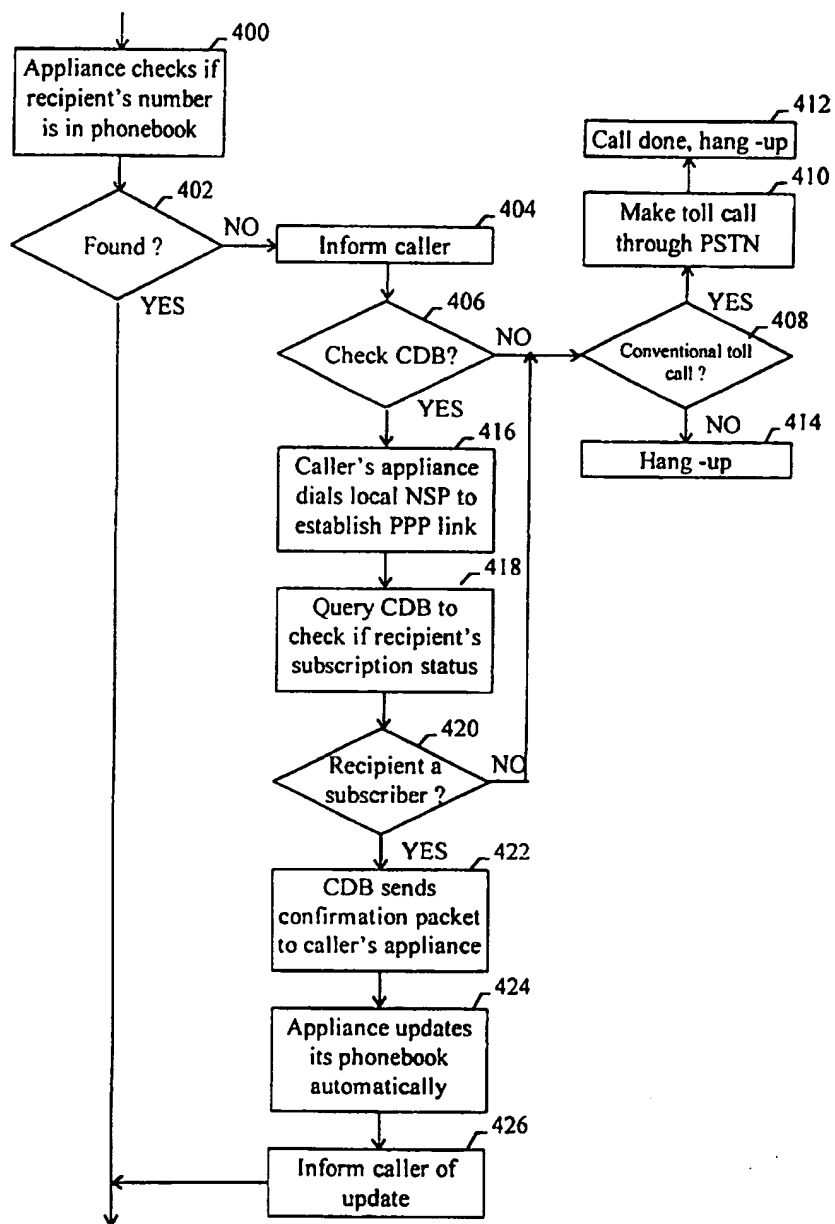 400
Appliance checks if
recipient's number
is in phonebook
402
Found ?
NO
YES
404
Inform caller
406
Check CDB?
NO
YES
408
Conventional toll
call ?
YES
NO
410
Make toll call
through PSTN
412
Call done, hang -up
414
Hang -up
416
Caller's appliance
dials local NSP to
establish PPP link
418
Query CDB to
check if recipient's
subscription status
420
Recipient a
subscriber ?
NO
YES
422
CDB sends
confirmation packet
to caller's appliance
424
Appliance updates
its phonebook
automatically
426
Inform caller of
update